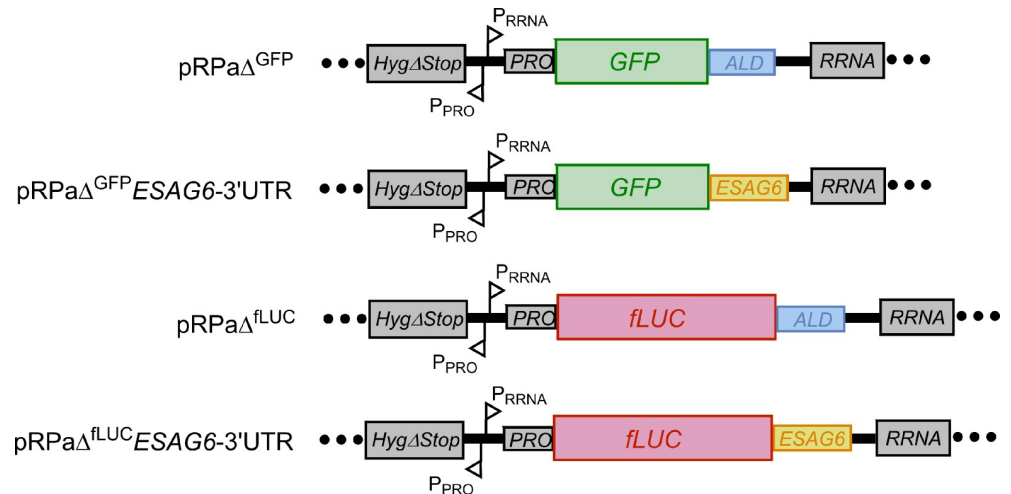 pRPaΔGFP HygΔStop PRRNA PPRO PRO GFP ALD RRNA
pRPaΔGFPESAG6-3'UTR HygΔStop PRRNA PPRO PRO GFP ESAG6 RRNA
pRPaΔfLUC HygΔStop PRRNA PPRO PRO fLUC ALD RRNA
pRPaΔfLUCESAG6-3'UTR HygΔStop PRRNA PPRO PRO fLUC ESAG6 RRNA